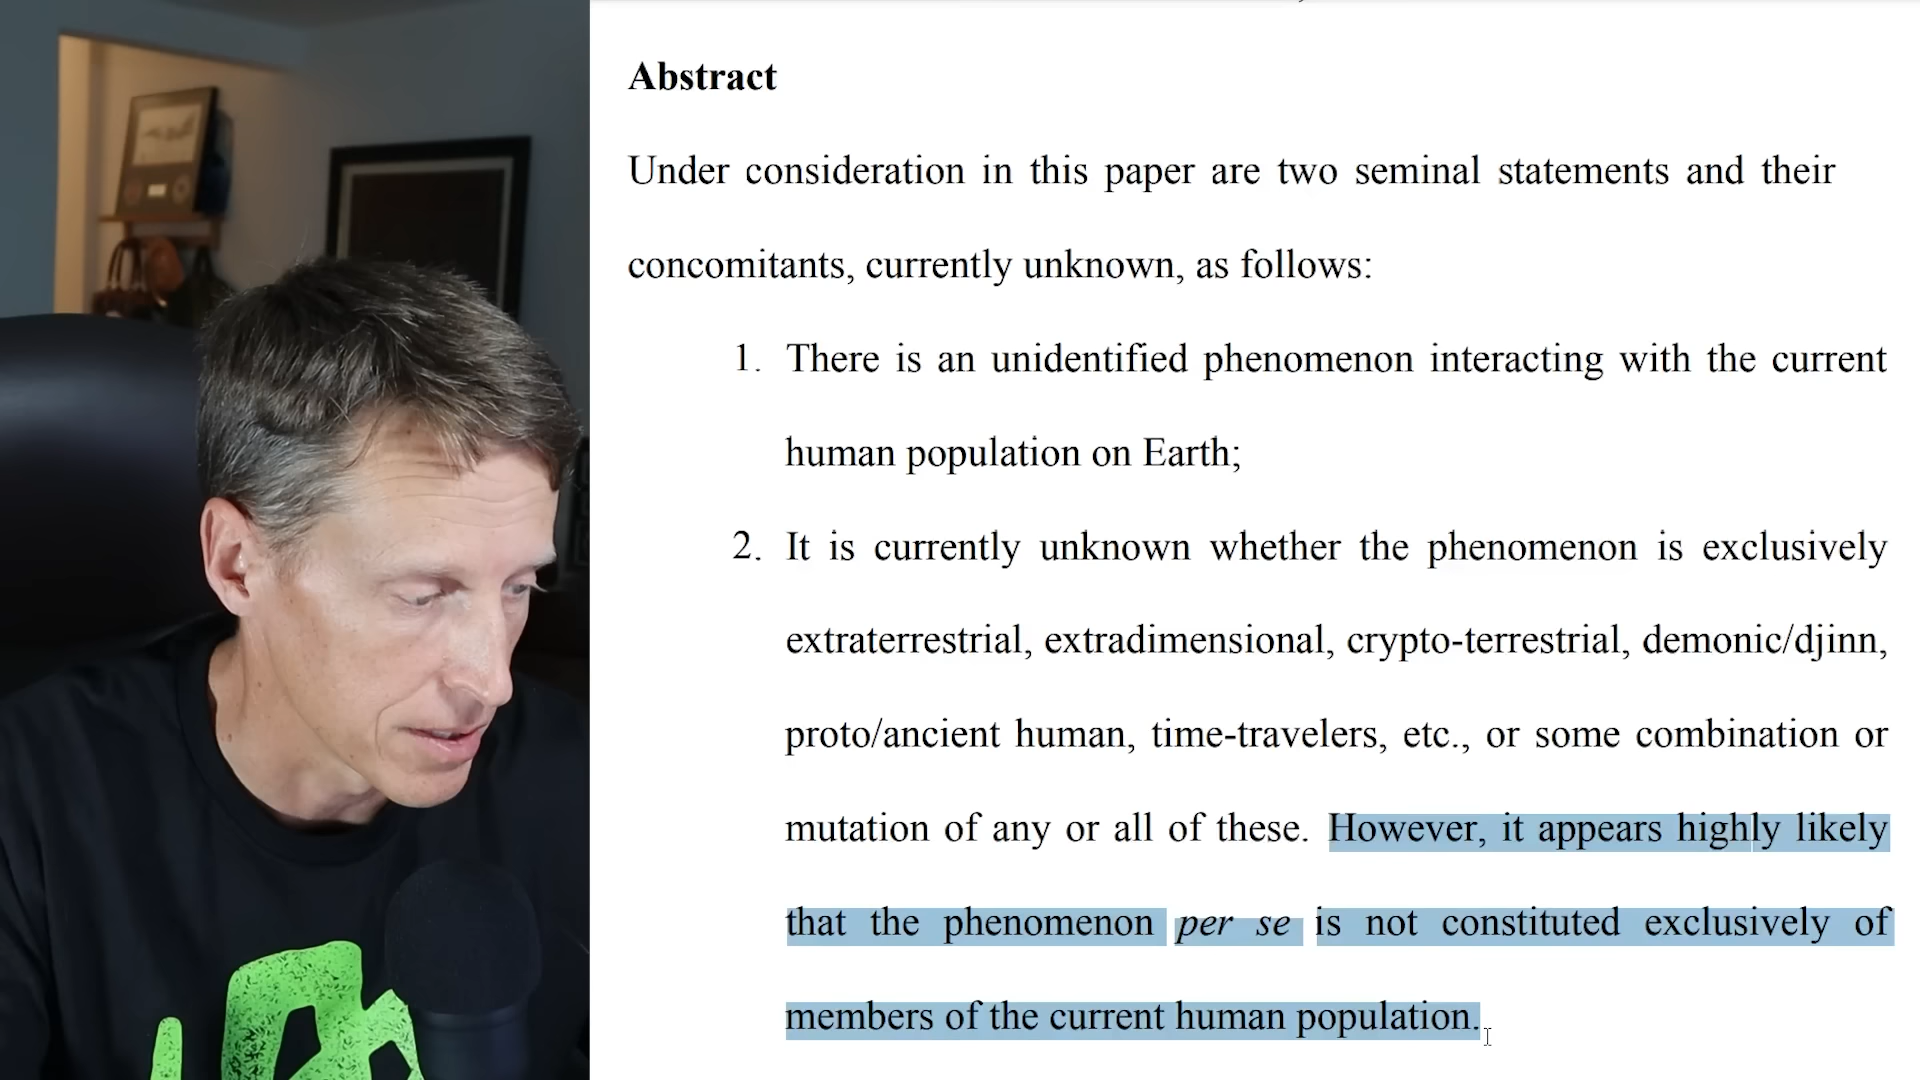 Abstract
Under consideration in this paper are two seminal statements and their
concomitants, currently unknown, as follows:
1. There is an unidentified phenomenon interacting with the current
human population on Earth;
2. It is currently unknown whether the phenomenon is exclusively
extraterrestrial, extradimensional, crypto-terrestrial, demonic/djinn,
proto/ancient human, time-travelers, etc., or some combination or
mutation of any or all of these. However, it appears highly likely
that the phenomenon per se is not constituted exclusively of
members of the current human population.